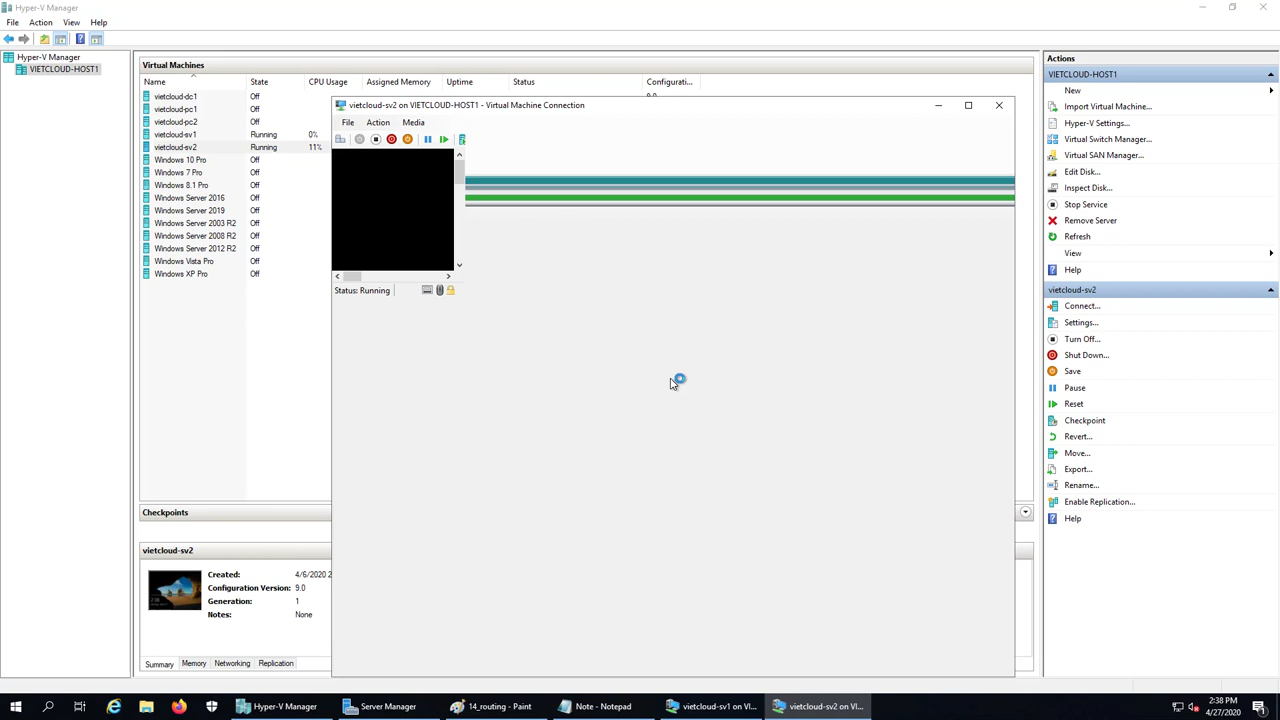 Hyper-V Manager
File Action View Help
Hyper-V Manager
VIETCLOUD-HOST1
Virtual Machines
Name State CPU Usage Assigned Memory Uptime Status Configurati...
vietcloud-dc1 Off 9.0
vietcloud-pc1 Off
vietcloud-pc2 Off
vietcloud-sv1 Running 0%
vietcloud-sv2 Running 11%
Windows 10 Pro Off
Windows 7 Pro Off
Windows 8.1 Pro Off
Windows Server 2016 Off
Windows Server 2019 Off
Windows Server 2003 R2 Off
Windows Server 2008 R2 Off
Windows Server 2012 R2 Off
Windows Vista Pro Off
Windows XP Pro Off
vietcloud-sv2 on VIETCLOUD-HOST1 - Virtual Machine Connection
File Action Media
Status: Running
Checkpoints
vietcloud-sv2
Created: 4/6/2020 2
Configuration Version: 9.0
Generation: 1
Notes: None
Summary Memory Networking Replication
Actions
VIETCLOUD-HOST1
New
Import Virtual Machine...
Hyper-V Settings...
Virtual Switch Manager...
Virtual SAN Manager...
Edit Disk...
Inspect Disk...
Stop Service
Remove Server
Refresh
View
Help
vietcloud-sv2
Connect...
Settings...
Turn Off...
Shut Down...
Save
Pause
Reset
Checkpoint
Revert...
Move...
Export...
Rename...
Enable Replication...
Help
Hyper-V Manager Server Manager 14_routing - Paint Note - Notepad vietcloud-sv1 on VI... vietcloud-sv2 on VI...
2:38 PM
4/27/2020